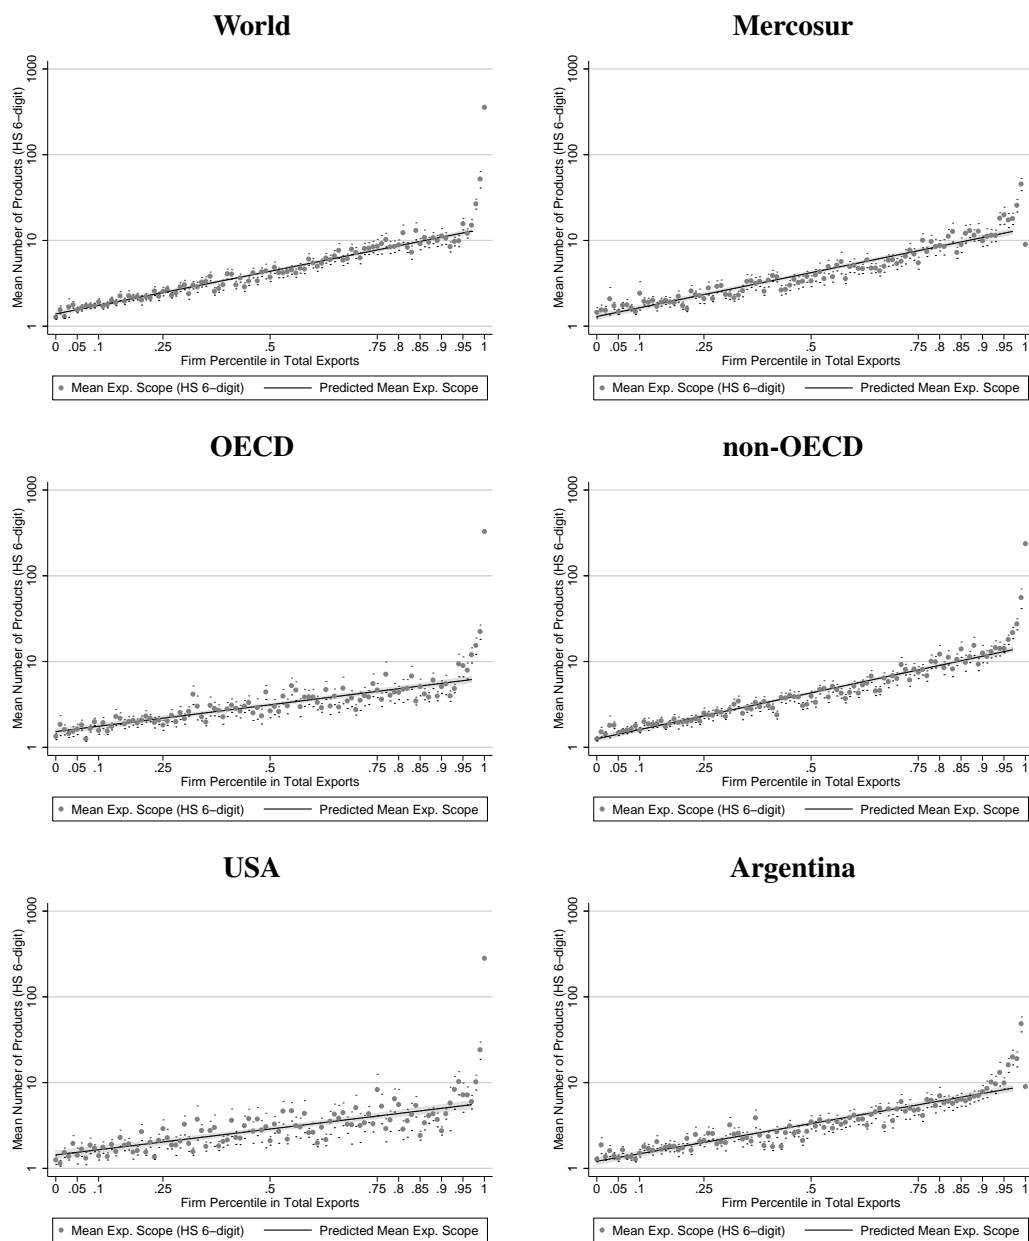 World
Mean Number of Products (HS 6−digit)
1000
100
10
1
0 .05 .1 .25 .5 .75 .8 .85 .9 .95 1
Firm Percentile in Total Exports
Mean Exp. Scope (HS 6−digit) Predicted Mean Exp. Scope
Mercosur
Mean Number of Products (HS 6−digit)
1000
100
10
1
0 .05 .1 .25 .5 .75 .8 .85 .9 .95 1
Firm Percentile in Total Exports
Mean Exp. Scope (HS 6−digit) Predicted Mean Exp. Scope
OECD
Mean Number of Products (HS 6−digit)
1000
100
10
1
0 .05 .1 .25 .5 .75 .8 .85 .9 .95 1
Firm Percentile in Total Exports
Mean Exp. Scope (HS 6−digit) Predicted Mean Exp. Scope
non-OECD
Mean Number of Products (HS 6−digit)
1000
100
10
1
0 .05 .1 .25 .5 .75 .8 .85 .9 .95 1
Firm Percentile in Total Exports
Mean Exp. Scope (HS 6−digit) Predicted Mean Exp. Scope
USA
Mean Number of Products (HS 6−digit)
1000
100
10
1
0 .05 .1 .25 .5 .75 .8 .85 .9 .95 1
Firm Percentile in Total Exports
Mean Exp. Scope (HS 6−digit) Predicted Mean Exp. Scope
Argentina
Mean Number of Products (HS 6−digit)
1000
100
10
1
0 .05 .1 .25 .5 .75 .8 .85 .9 .95 1
Firm Percentile in Total Exports
Mean Exp. Scope (HS 6−digit) Predicted Mean Exp. Scope